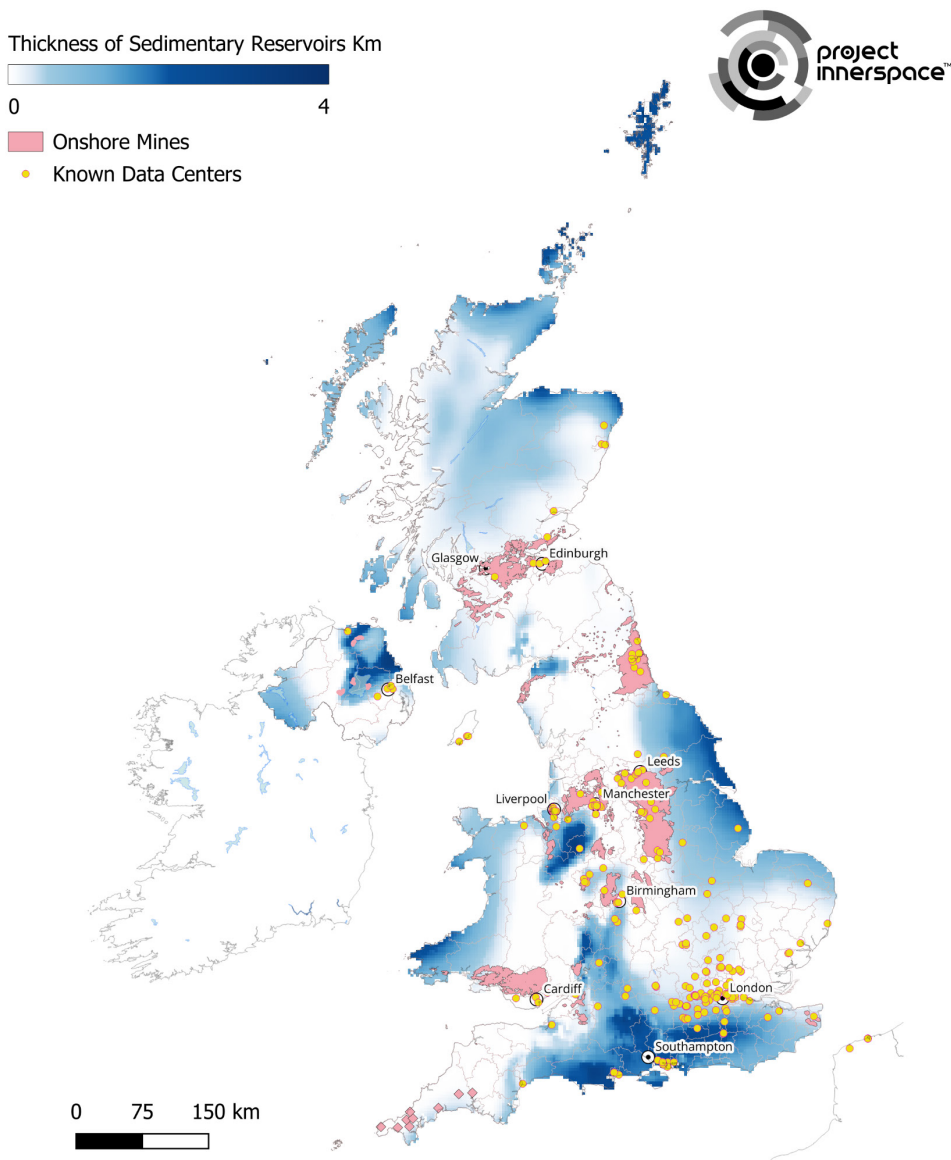 Thickness of Sedimentary Reservoirs Km
0 4
Onshore Mines
Known Data Centers
project
innerspace™
Glasgow
Edinburgh
Belfast
Leeds
Liverpool
Manchester
Birmingham
Cardiff
London
Southampton
0 75 150 km